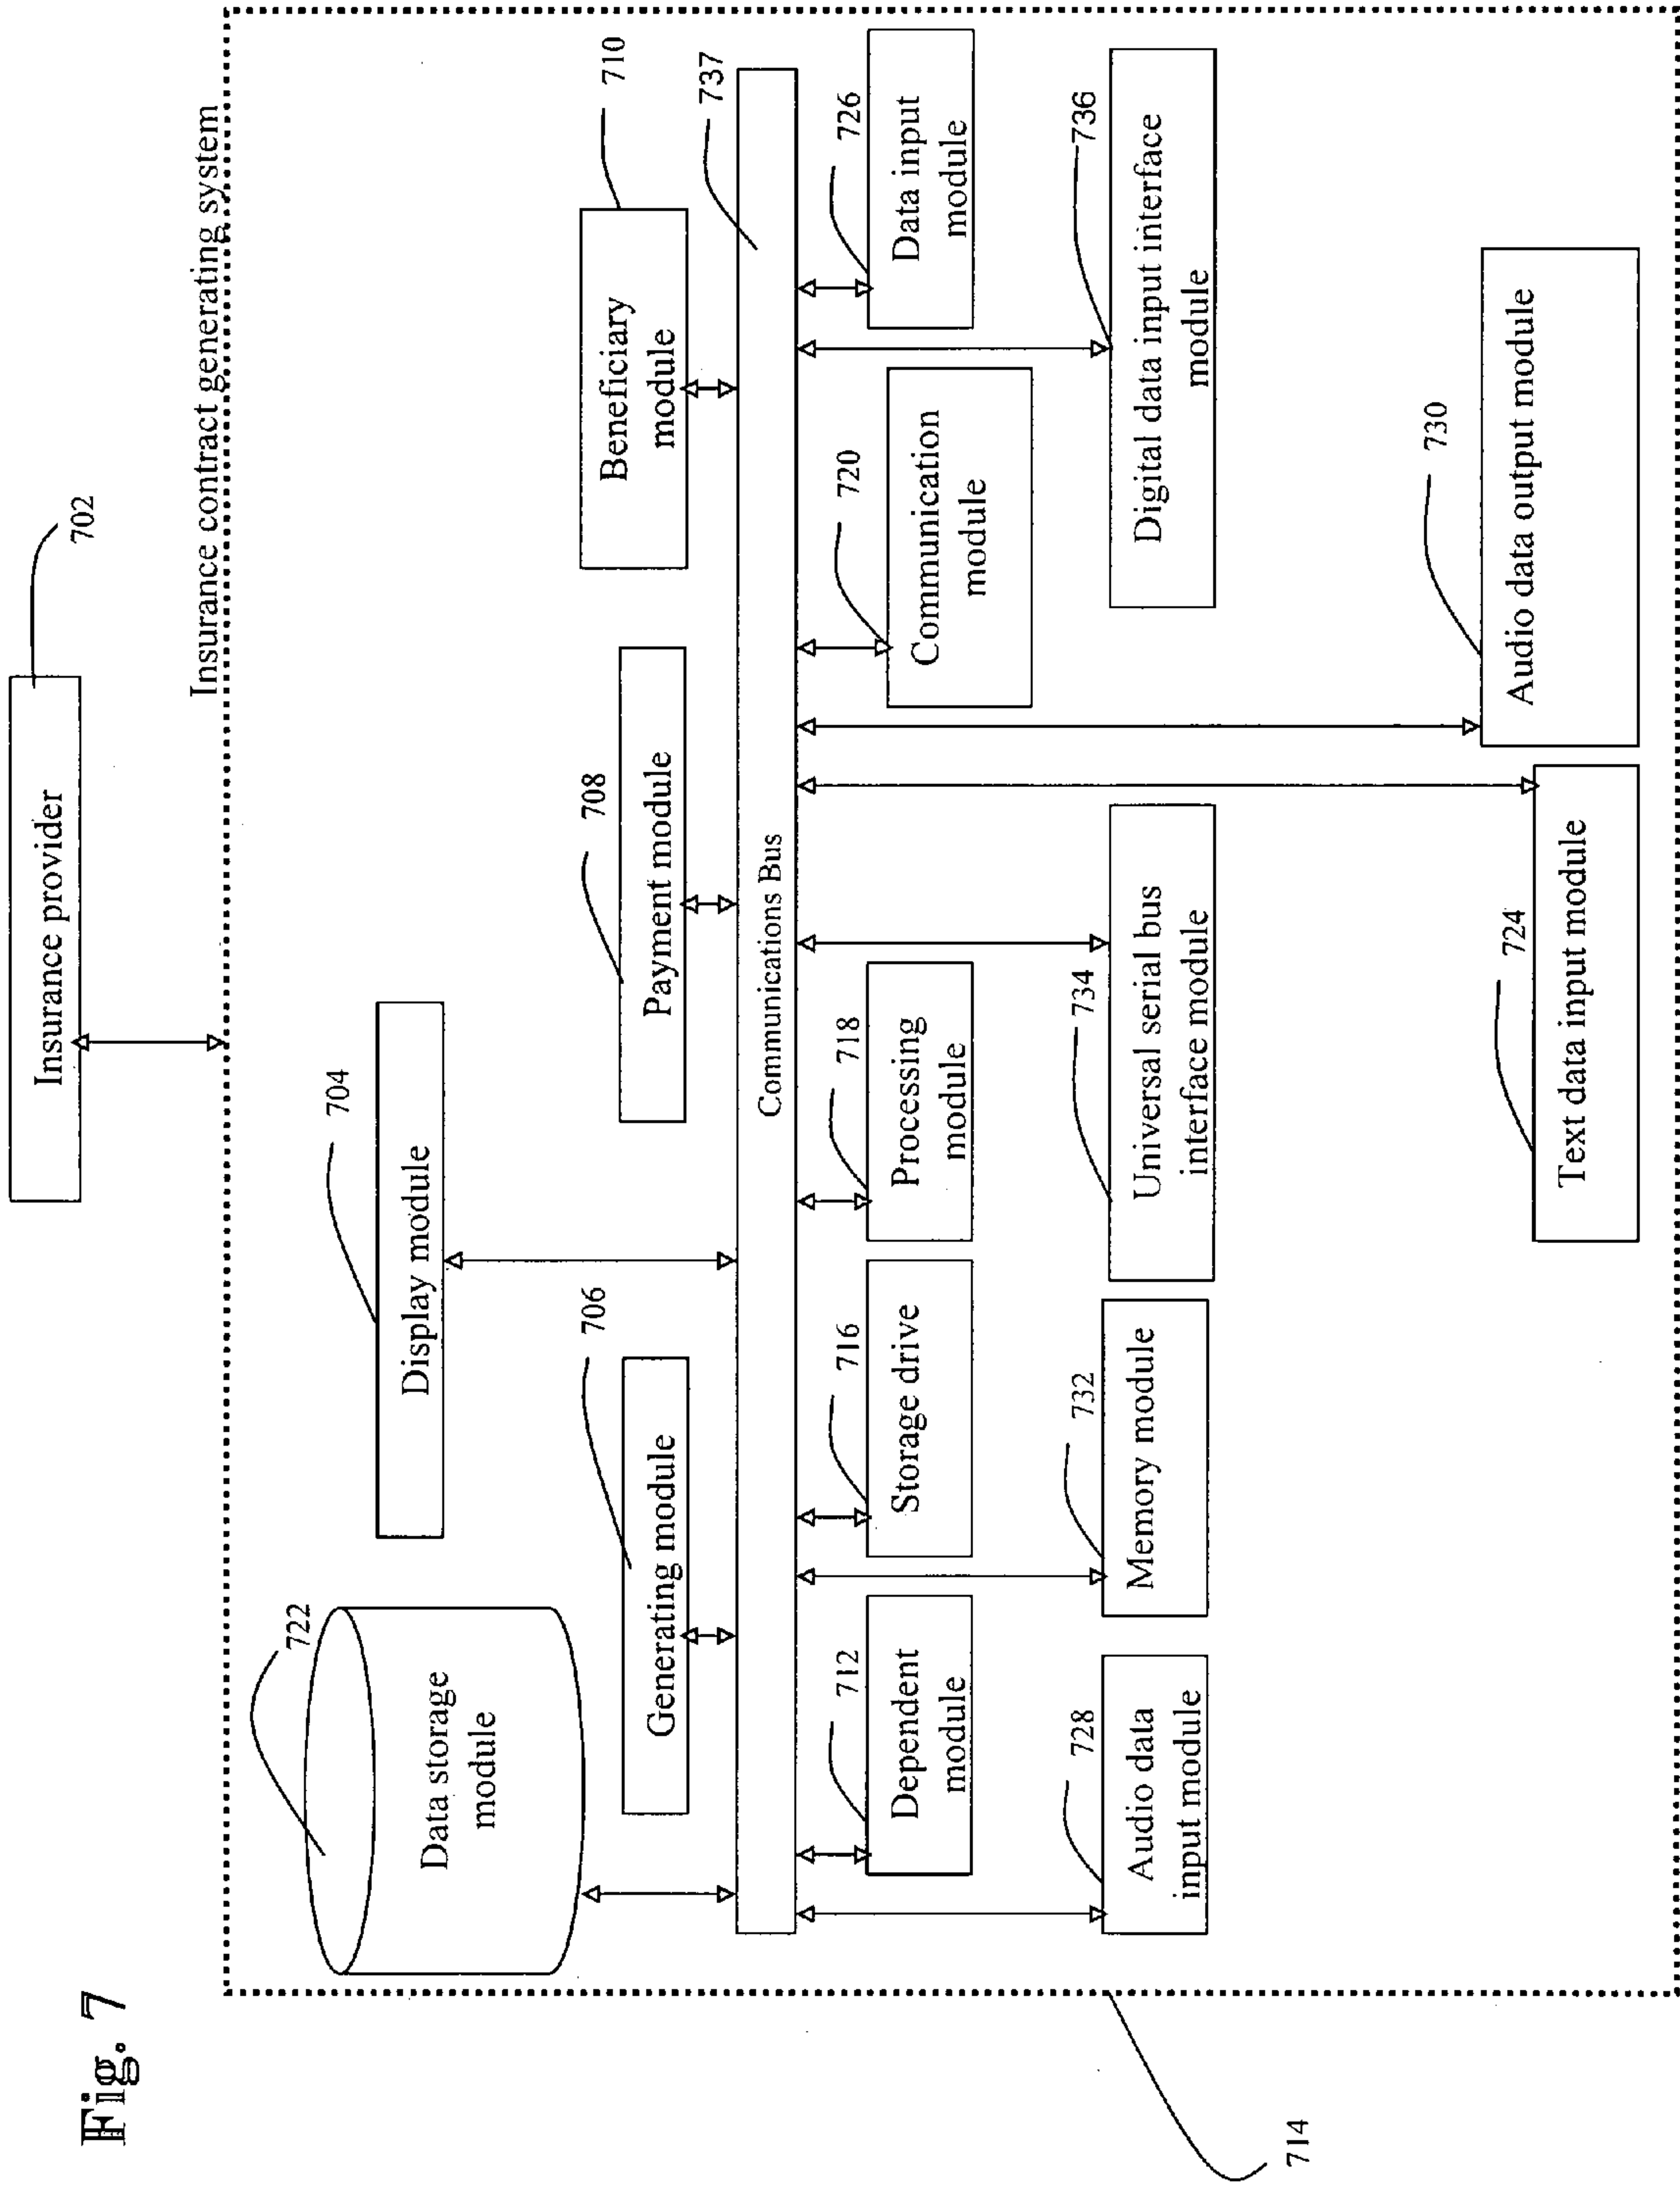 Fig. 7
Insurance provider
702
Insurance contract generating system
722
Data storage
module
704
Display module
706
Generating module
708
Payment module
710
Beneficiary
module
737
Communications Bus
712
Dependent
module
716
Storage drive
718
Processing
module
720
Communication
module
726
Data input
module
728
Audio data
input module
732
Memory module
734
Universal serial bus
interface module
736
Digital data input interface
module
724
Text data input module
730
Audio data output module
714